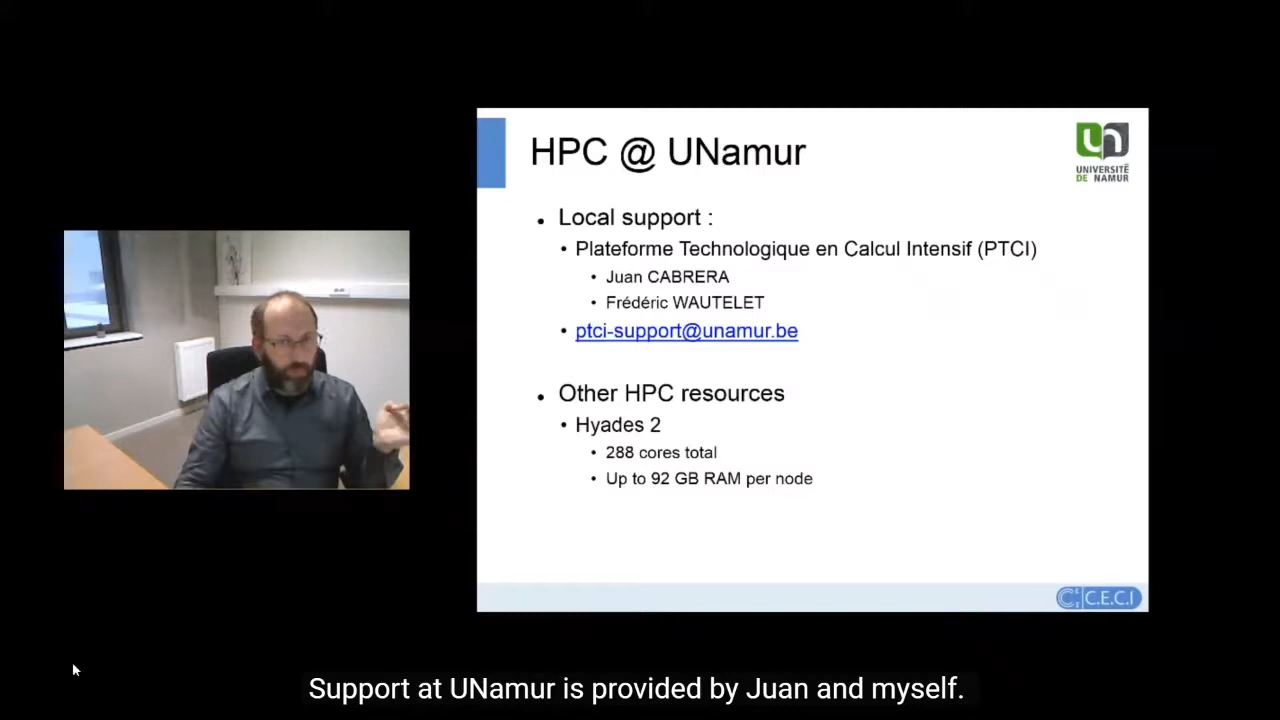 HPC @ UNamur
UNIVERSITÉ
DE NAMUR
Local support :
Plateforme Technologique en Calcul Intensif (PTCI)
Juan CABRERA
Frédéric WAUTELET
ptci-support@unamur.be
Other HPC resources
Hyades 2
288 cores total
Up to 92 GB RAM per node
C.E.C.I
Support at UNamur is provided by Juan and myself.